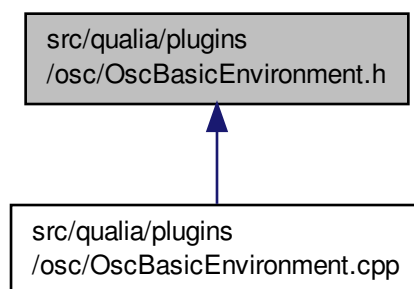 src/qualia/plugins
/osc/OscBasicEnvironment.h
src/qualia/plugins
/osc/OscBasicEnvironment.cpp